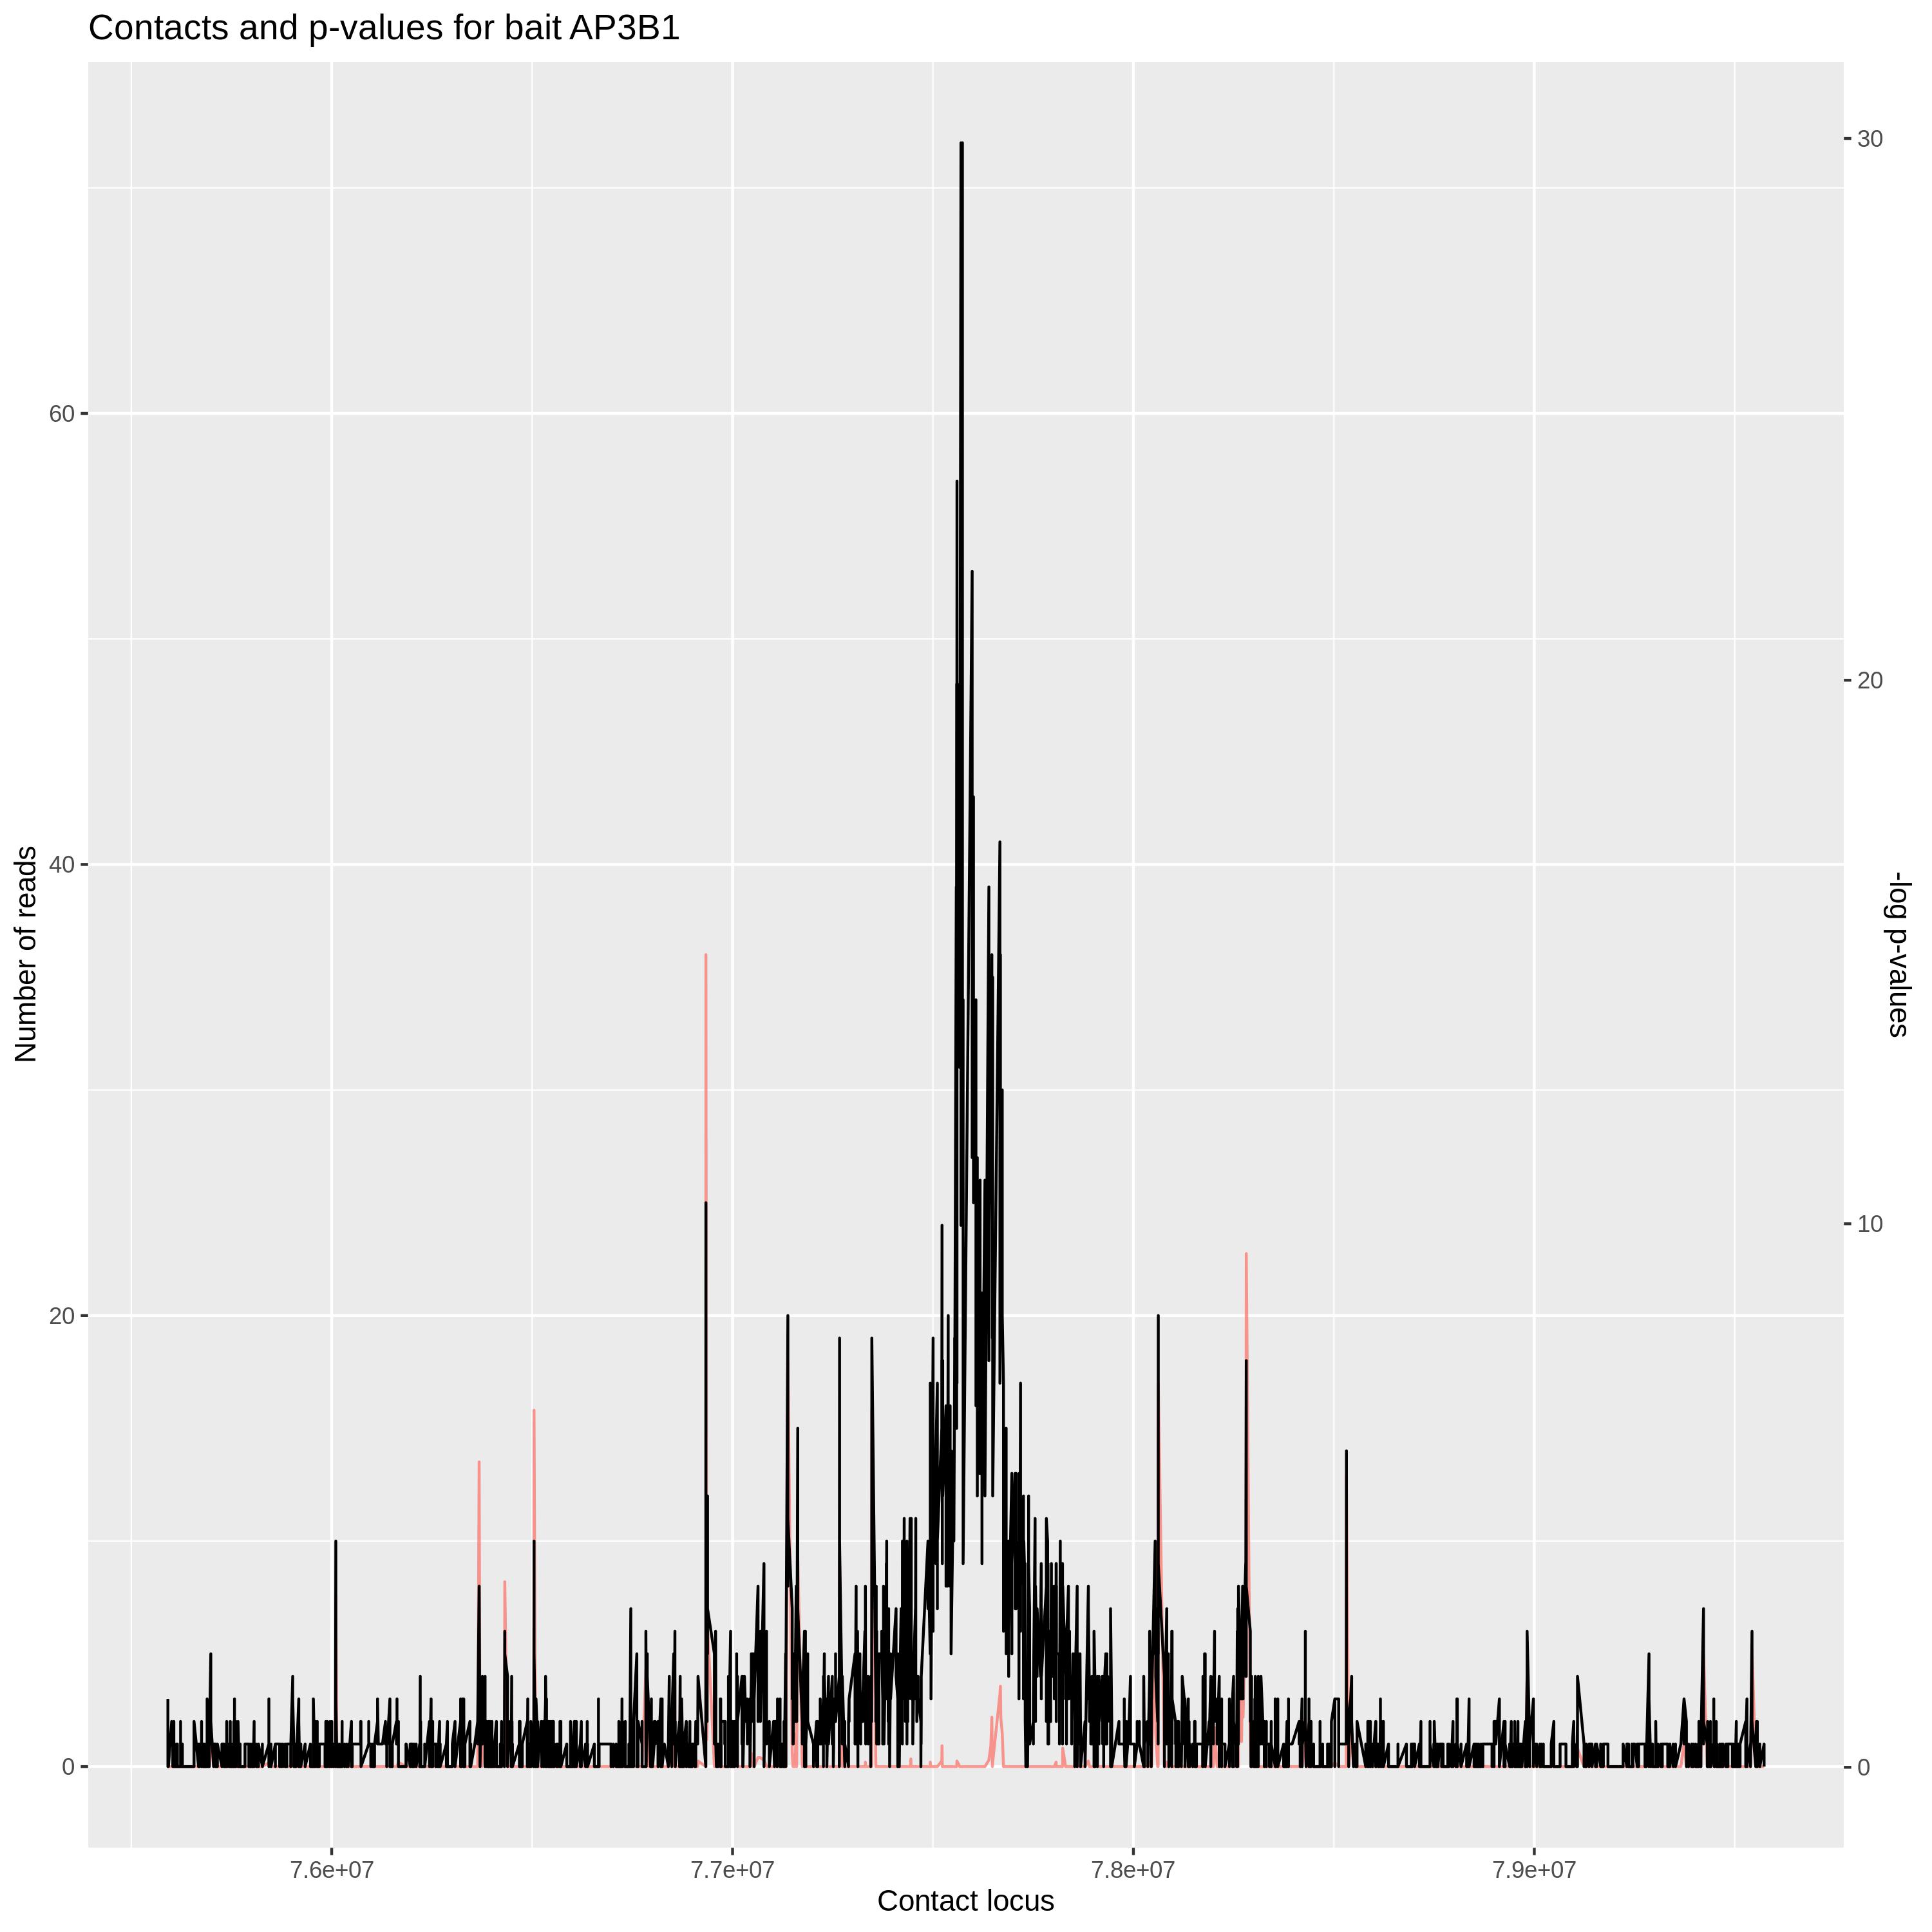 Contacts and p-values for bait AP3B1
Number of reads
60
40
20
0
30
20
10
0
-log p-values
7.6e+07
7.7e+07
7.8e+07
7.9e+07
Contact locus